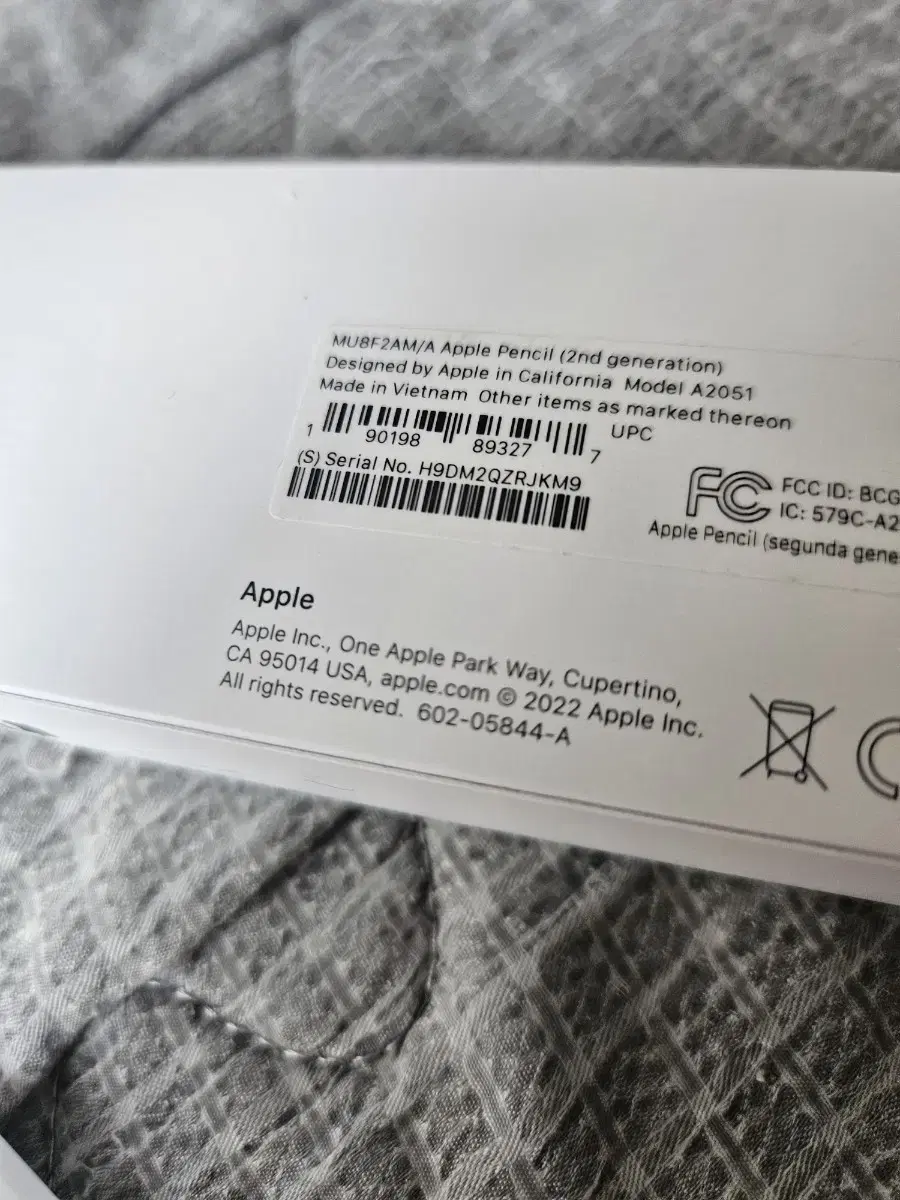 MU8F2AM/A Apple Pencil (2nd generation)
Designed by Apple in California Model A2051
Made in Vietnam Other items as marked thereon
1 90198 89327 7 UPC
(S) Serial No. H9DM2QZRJKM9
FCC ID: BCG
IC: 579C-A2
Apple Pencil (segunda gene
Apple
Apple Inc., One Apple Park Way, Cupertino,
CA 95014 USA, apple.com © 2022 Apple Inc.
All rights reserved. 602-05844-A